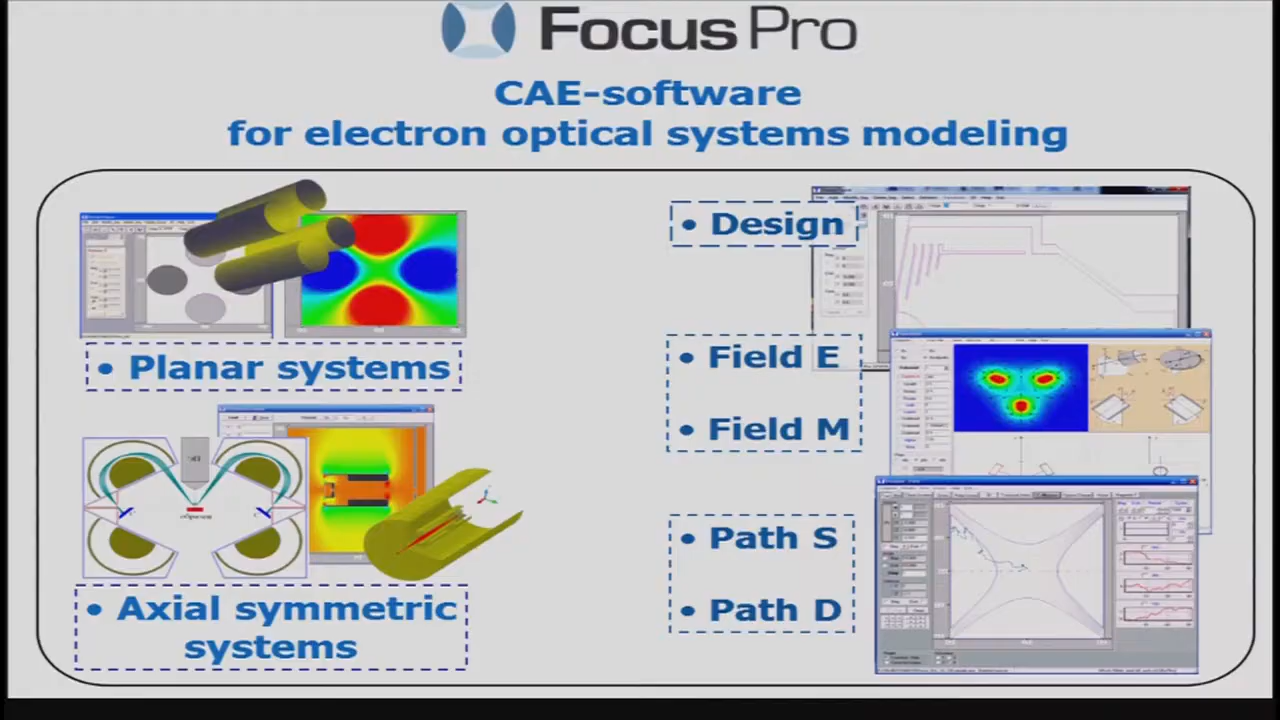 Focus Pro
CAE-software
for electron optical systems modeling
• Planar systems
• Axial symmetric
systems
• Design
• Field E
• Field M
• Path S
• Path D